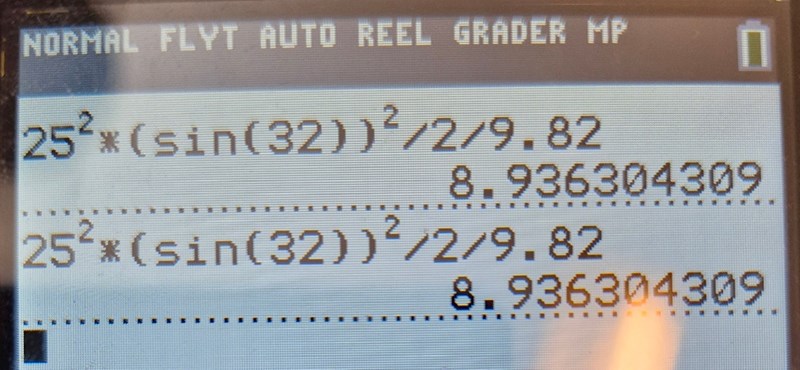 NORMAL FLYT AUTO REEL GRADER MP
25²*(sin(32))²/2/9.82
8.936304309
25²*(sin(32))²/2/9.82
8.936304309